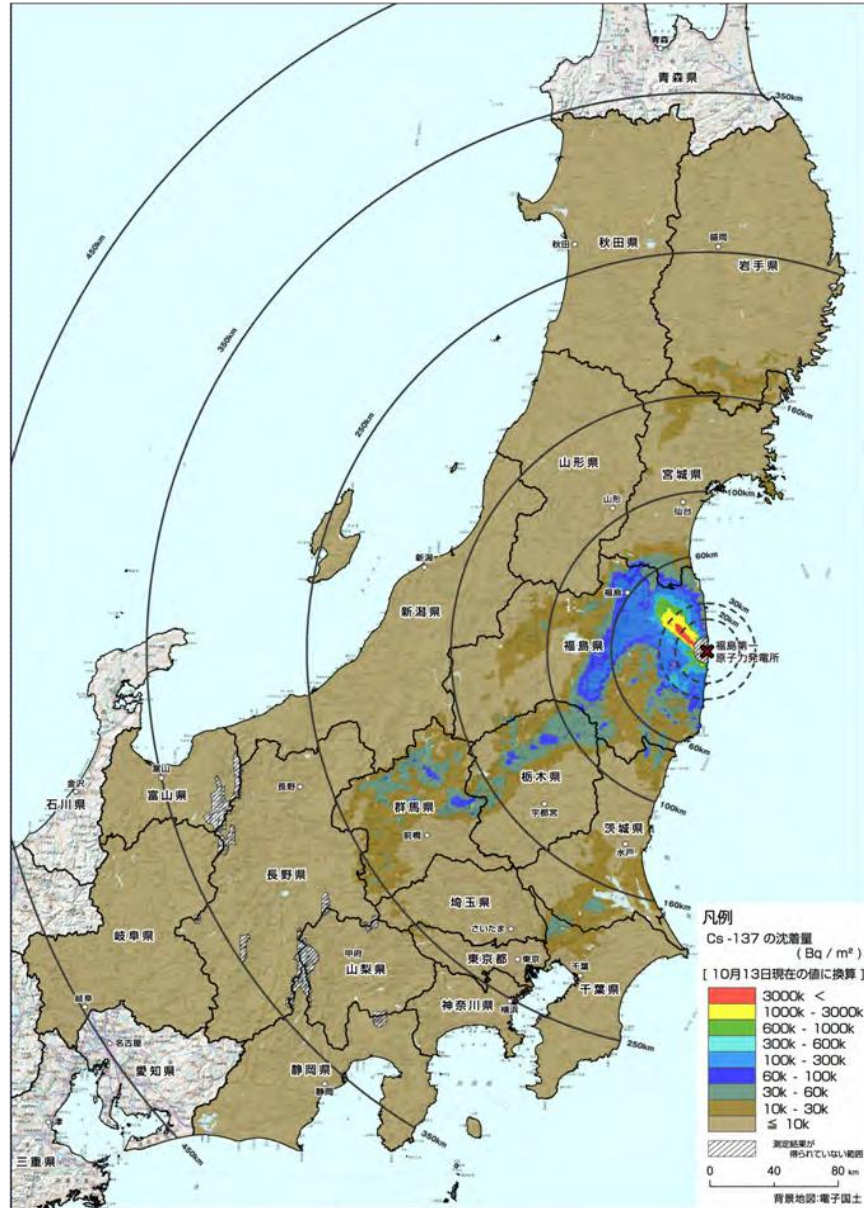 青森
青森県
350km
450km
秋田
秋田県
盛岡
岩手県
350km
250km
160km
山形県
宮城県
山形
仙台
100km
新潟
60km
新潟県
福島
30km
20km
福島県
福島第一
原子力発電所
60km
金沢
石川県
富山
富山県
長野
群馬県
栃木県
100km
前橋
宇都宮
茨城県
水戸
長野県
埼玉県
さいたま
160km
岐阜県
甲府
山梨県
東京都
東京
千葉
千葉県
神奈川県
横浜
岐阜
名古屋
愛知県
静岡県
静岡
250km
津
三重県
450km
350km
凡例
Cs -137 の沈着量
( Bq / m² )
[ 10月13日現在の値に換算 ]
3000k <
1000k - 3000k
600k - 1000k
300k - 600k
100k - 300k
60k - 100k
30k - 60k
10k - 30k
≦ 10k
測定結果が
得られていない範囲
0 40 80 km
背景地図:電子国土